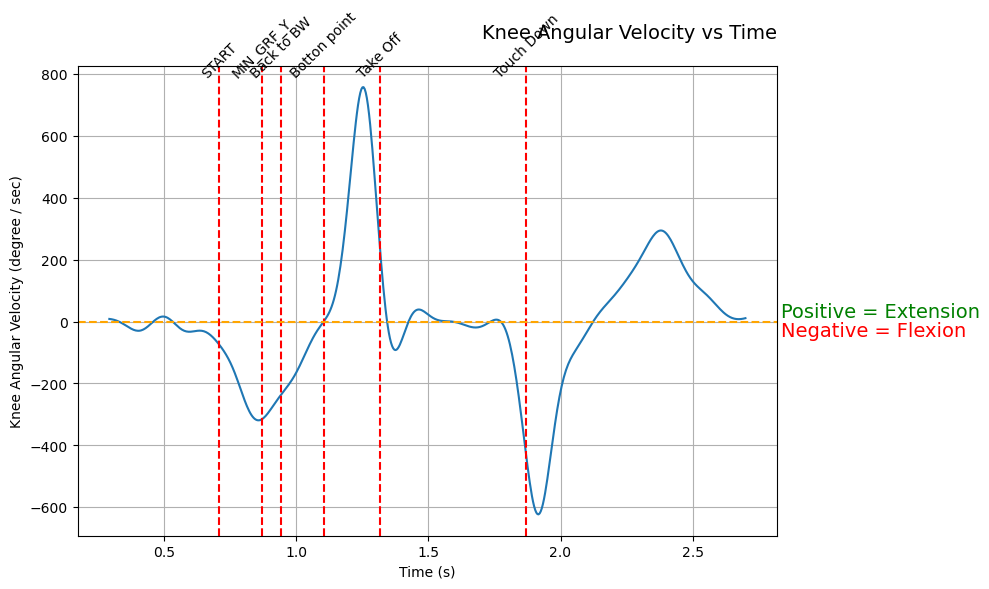 Knee Angular Velocity vs Time
START
MIN_GRF_Y
Back to BW
Botton point
Take Off
Touch Down
800
600
400
200
0
−200
−400
−600
Knee Angular Velocity (degree / sec)
Positive = Extension
Negative = Flexion
0.5
1.0
1.5
2.0
2.5
Time (s)